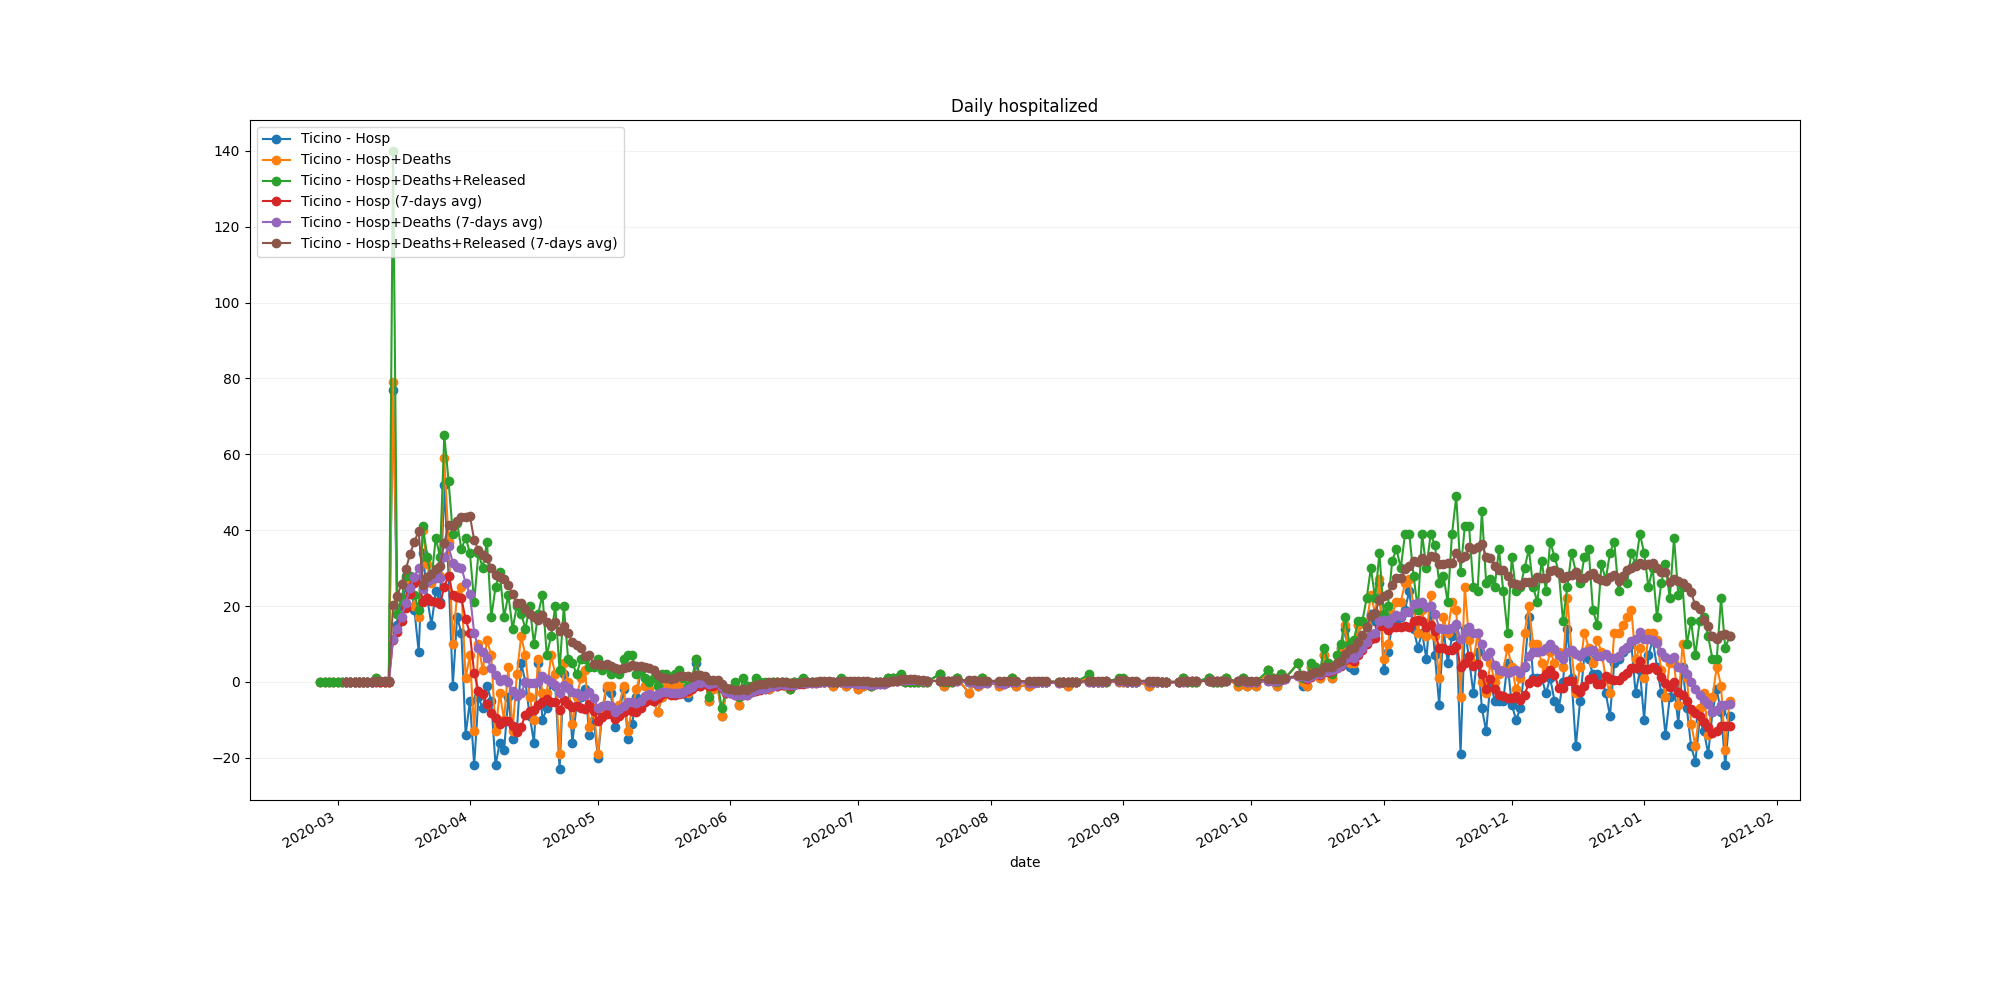 Daily hospitalized
Ticino - Hosp
Ticino - Hosp+Deaths
Ticino - Hosp+Deaths+Released
Ticino - Hosp (7-days avg)
Ticino - Hosp+Deaths (7-days avg)
Ticino - Hosp+Deaths+Released (7-days avg)
140
120
100
80
60
40
20
0
−20
2020-03 2020-04 2020-05 2020-06 2020-07 2020-08 2020-09 2020-10 2020-11 2020-12 2021-01 2021-02
date